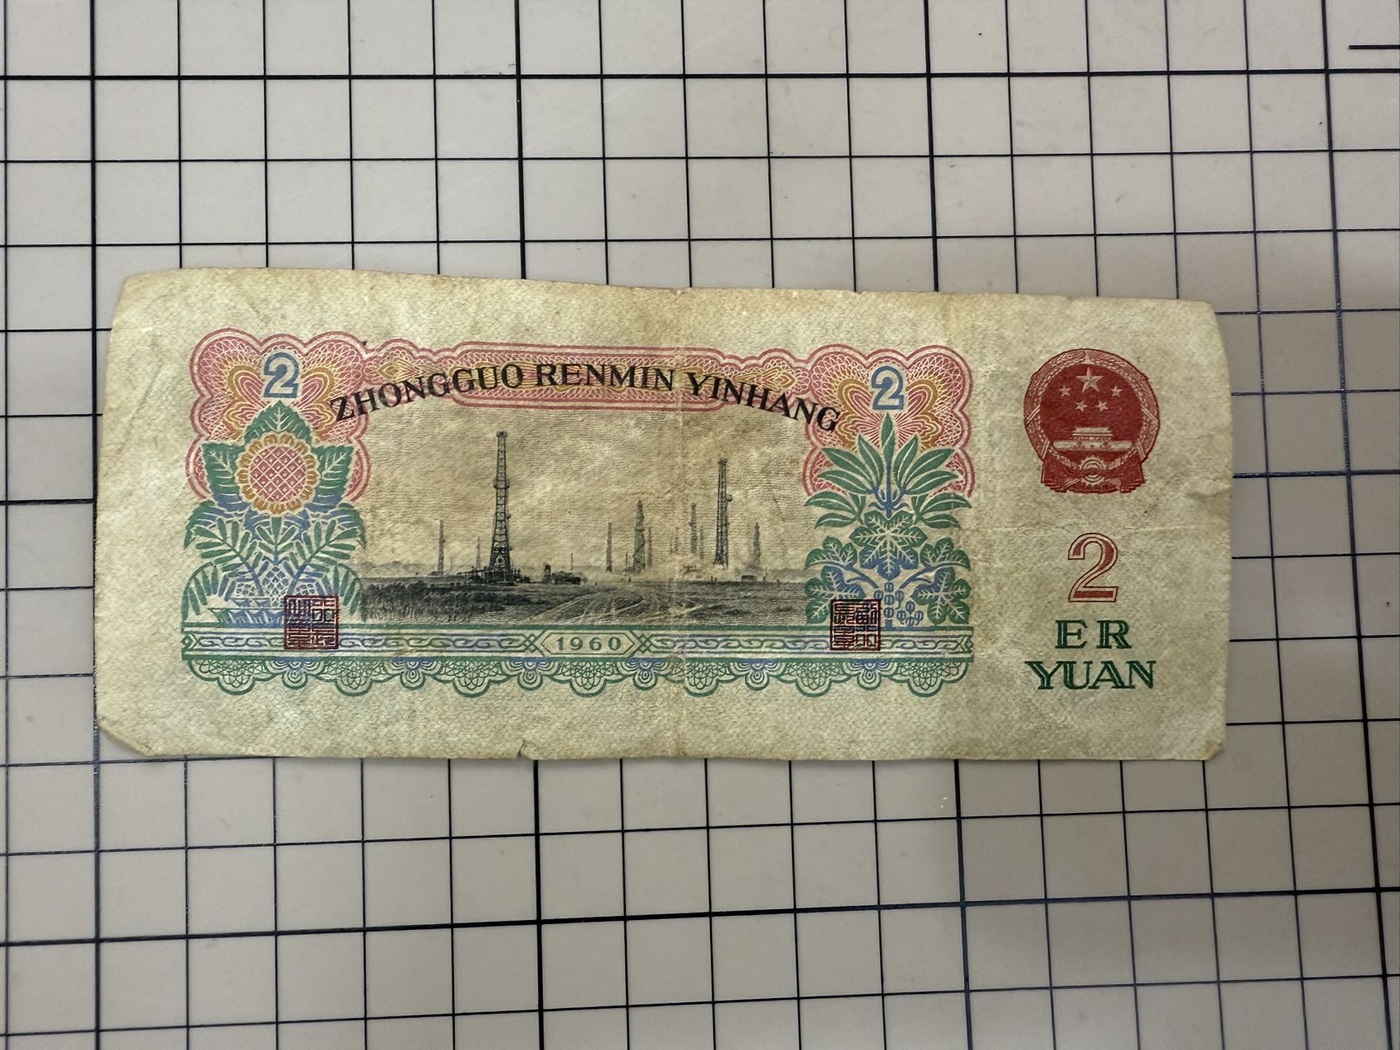 2
2
ZHONGGUO RENMIN YINHANG
2
ER
YUAN
1960